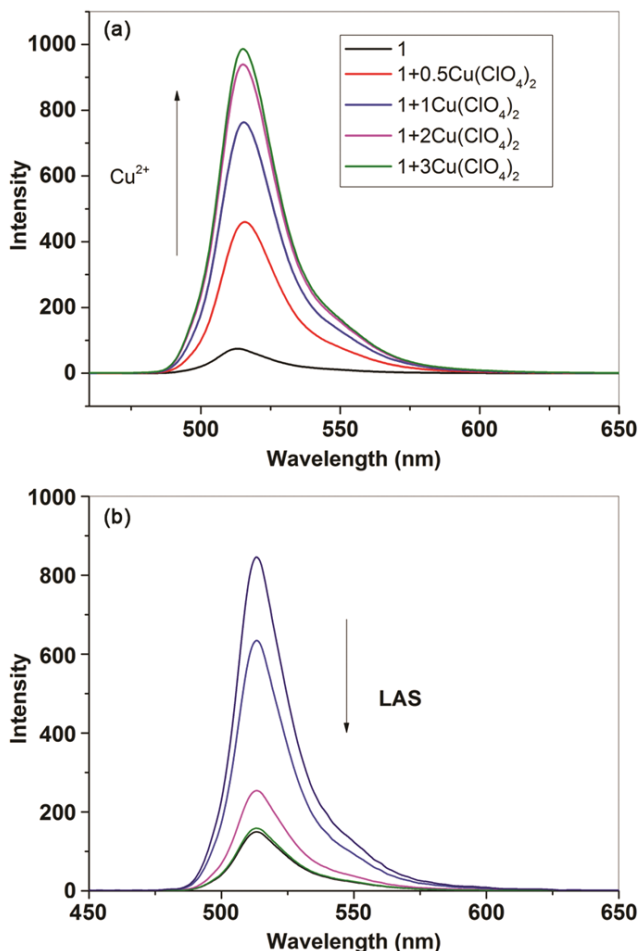 (a)
1
1+0.5Cu(ClO₄)₂
1+1Cu(ClO₄)₂
1+2Cu(ClO₄)₂
1+3Cu(ClO₄)₂
Cu²⁺
Intensity
1000
800
600
400
200
0
500 550 600 650
Wavelength (nm)
(b)
LAS
Intensity
1000
800
600
400
200
0
450 500 550 600 650
Wavelength (nm)